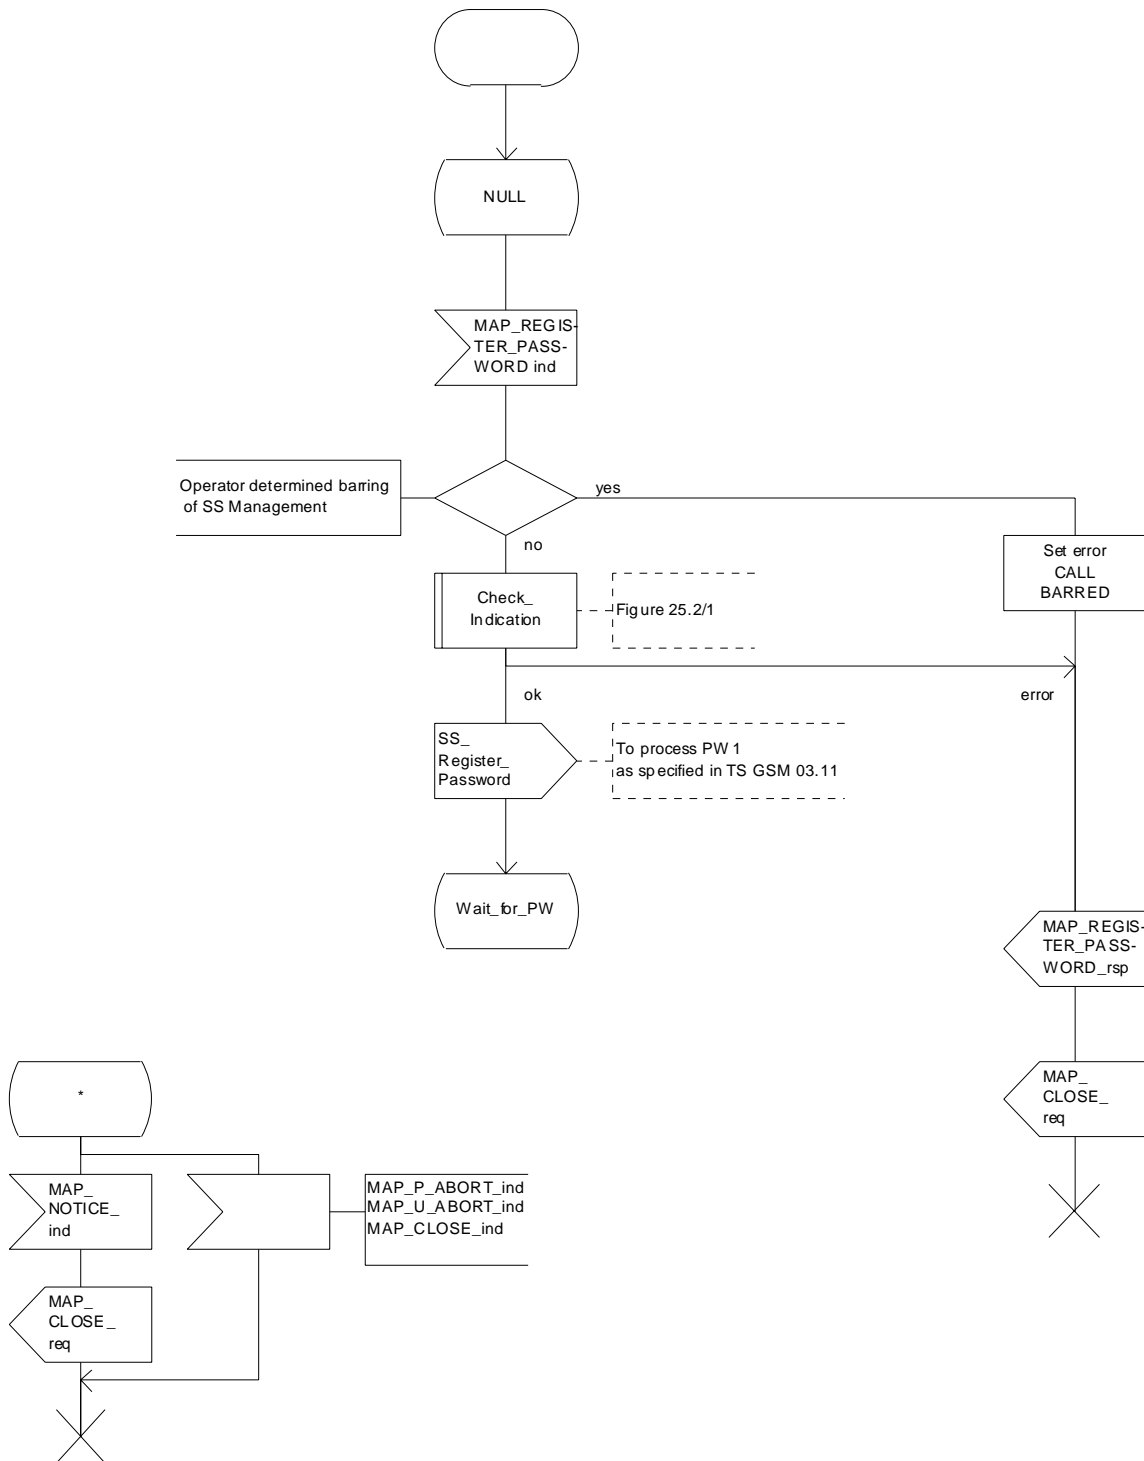 NULL
MAP_REGIS-
TER_PASS-
WORD ind
Operator determined barring
of SS Management
yes
no
Set error
CALL
BARRED
Check_
Indication
Figure 25.2/1
ok
error
SS_
Register_
Password
To process PW 1
as specified in TS GSM 03.11
Wait_for_PW
MAP_REGIS-
TER_PASS-
WORD_rsp
MAP_
CLOSE_
req
*
MAP_
NOTICE_
ind
MAP_P_ABORT_ind
MAP_U_ABORT_ind
MAP_CLOSE_ind
MAP_
CLOSE_
req